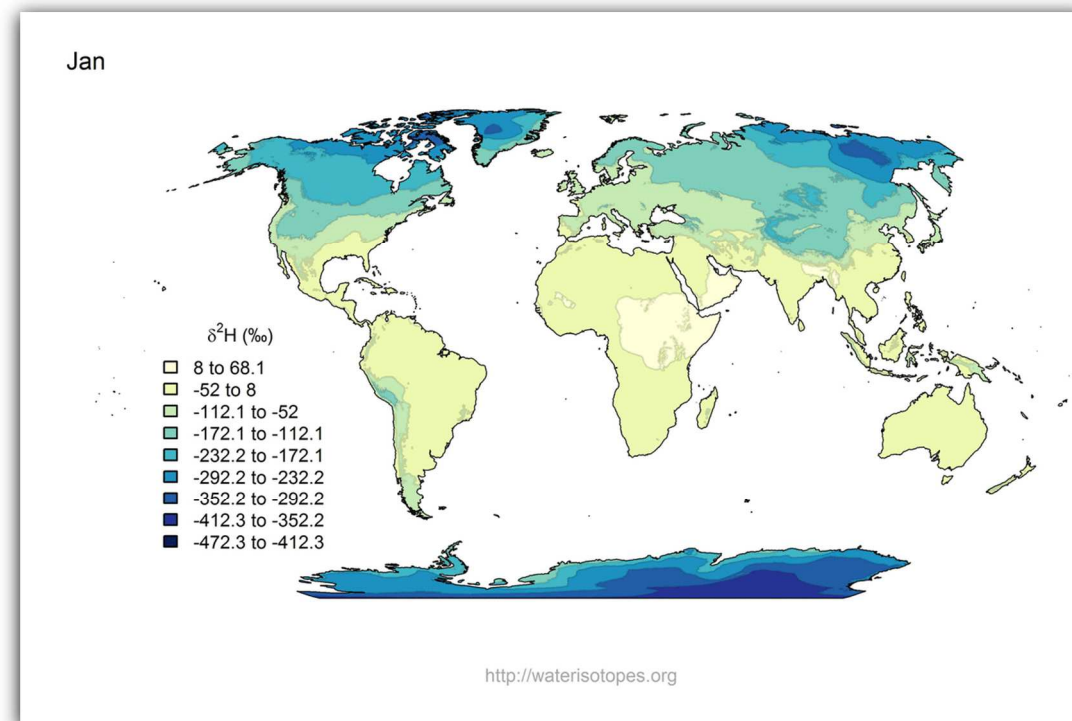 Jan
δ²H (‰)
8 to 68.1
-52 to 8
-112.1 to -52
-172.1 to -112.1
-232.2 to -172.1
-292.2 to -232.2
-352.2 to -292.2
-412.3 to -352.2
-472.3 to -412.3
http://waterisotopes.org